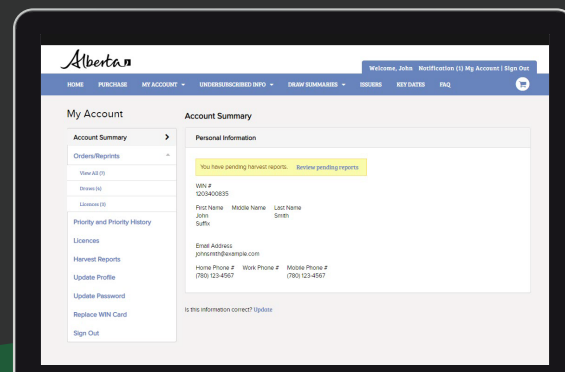 Alberta
Welcome, John Notification (1) My Account | Sign Out
HOME PURCHASE MY ACCOUNT UNDERSUBSCRIBED INFO DRAW SUMMARIES ISSUERS KEY DATES FAQ
My Account
Account Summary
Orders/Reprints
View All (7)
Draws (4)
Licences (3)
Priority and Priority History
Licences
Harvest Reports
Update Profile
Update Password
Replace WIN Card
Sign Out
Account Summary
Personal Information
You have pending harvest reports. Review pending reports
WIN #
1203400835
First Name Middle Name Last Name
John Smith
Suffix
Email Address
johnsmith@example.com
Home Phone # Work Phone # Mobile Phone #
(780) 123-4567 (780) 123-4567
Is this information correct? Update